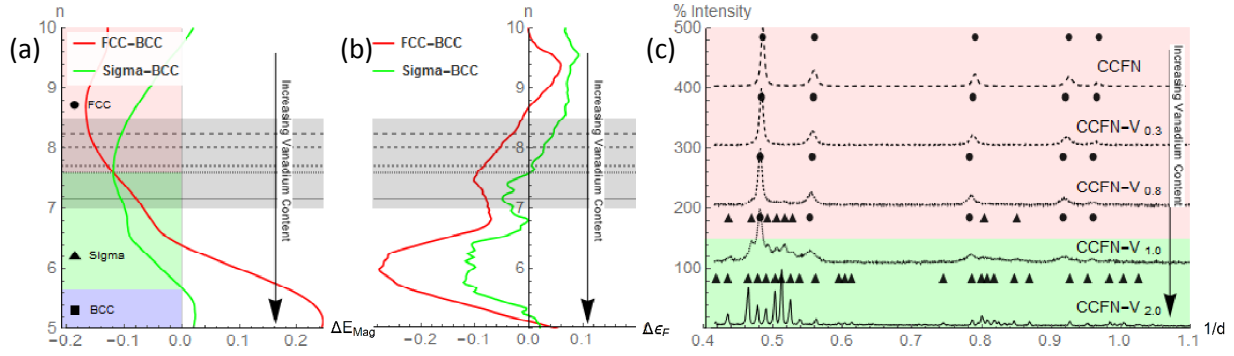 (a)
n
10
9
8
7
6
5
FCC-BCC
Sigma-BCC
FCC
Sigma
BCC
Increasing Vanadium Content
-0.2
-0.1
0.0
0.1
0.2
ΔE_Mag
(b)
n
10
9
8
7
6
5
FCC-BCC
Sigma-BCC
Increasing Vanadium Content
-0.2
-0.1
0.0
0.1
Δϵ_F
(c)
% Intensity
500
400
300
200
100
0
CCFN
CCFN-V 0.3
CCFN-V 0.8
CCFN-V 1.0
CCFN-V 2.0
Increasing Vanadium Content
0.4
0.5
0.6
0.7
0.8
0.9
1.0
1.1
1/d